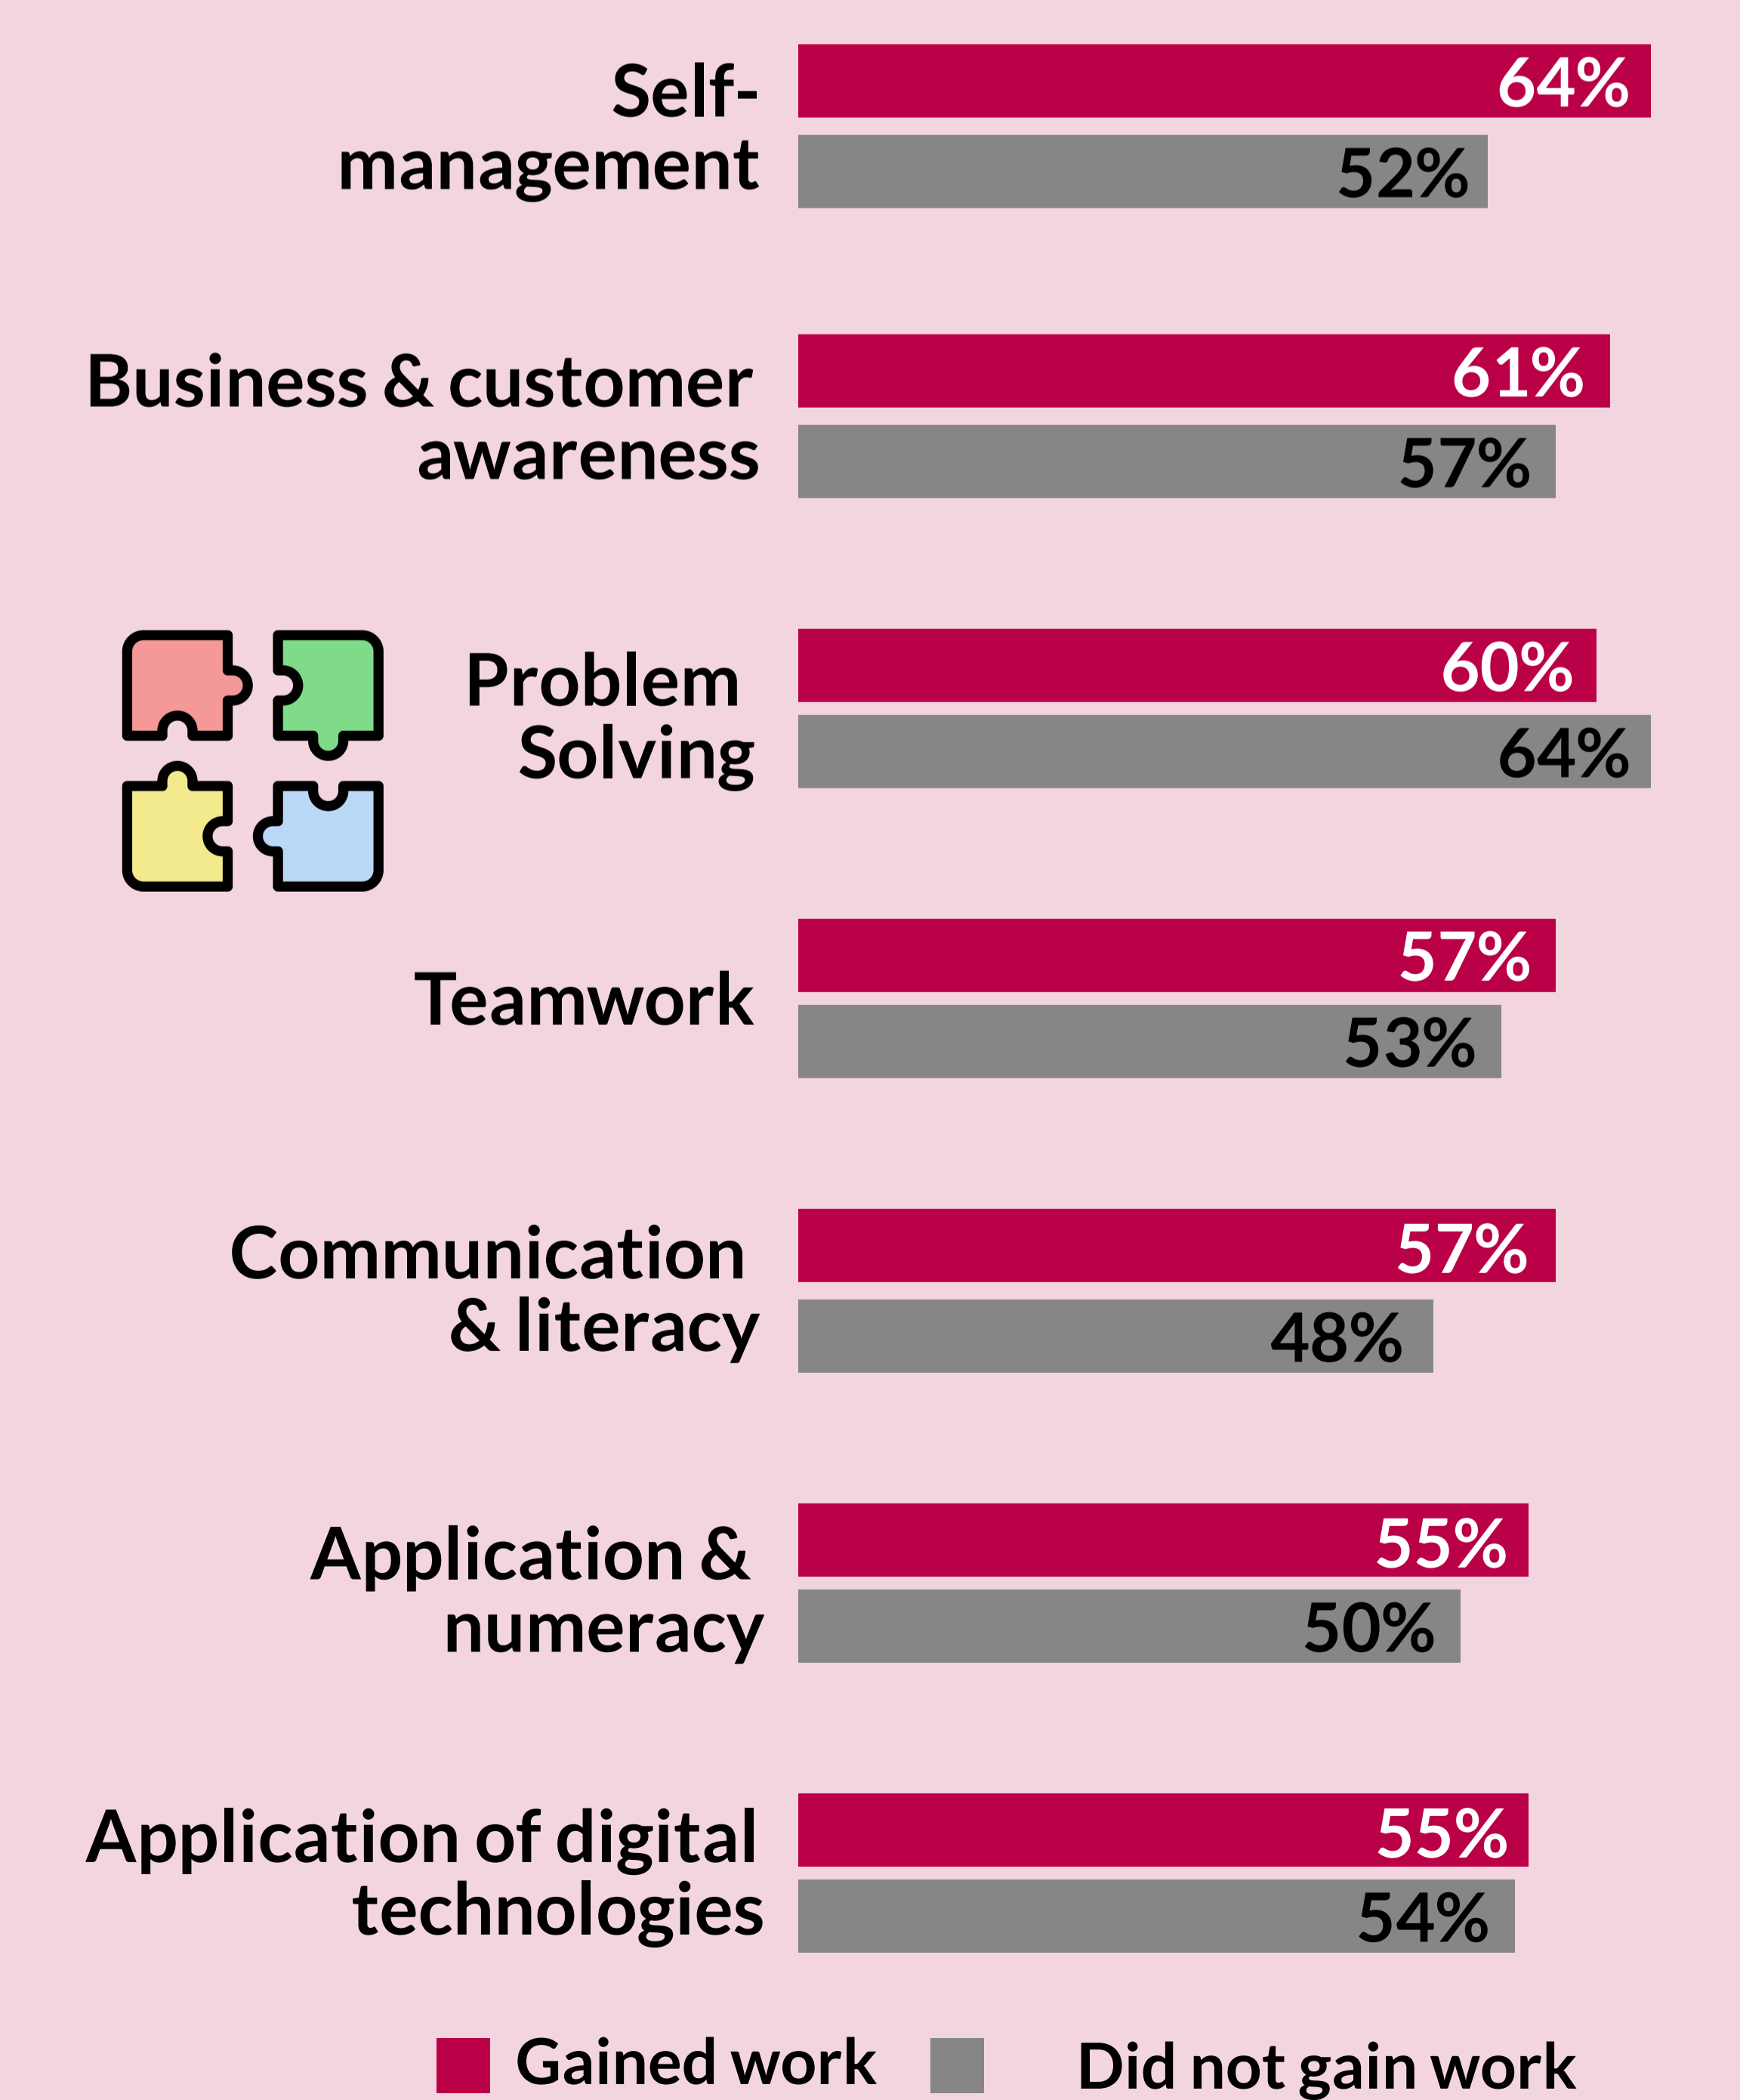 Self-
management
64%
52%
Business & customer
awareness
61%
57%
Problem
Solving
60%
64%
Teamwork
57%
53%
Communication
& literacy
57%
48%
Application &
numeracy
55%
50%
Application of digital
technologies
55%
54%
Gained work
Did not gain work